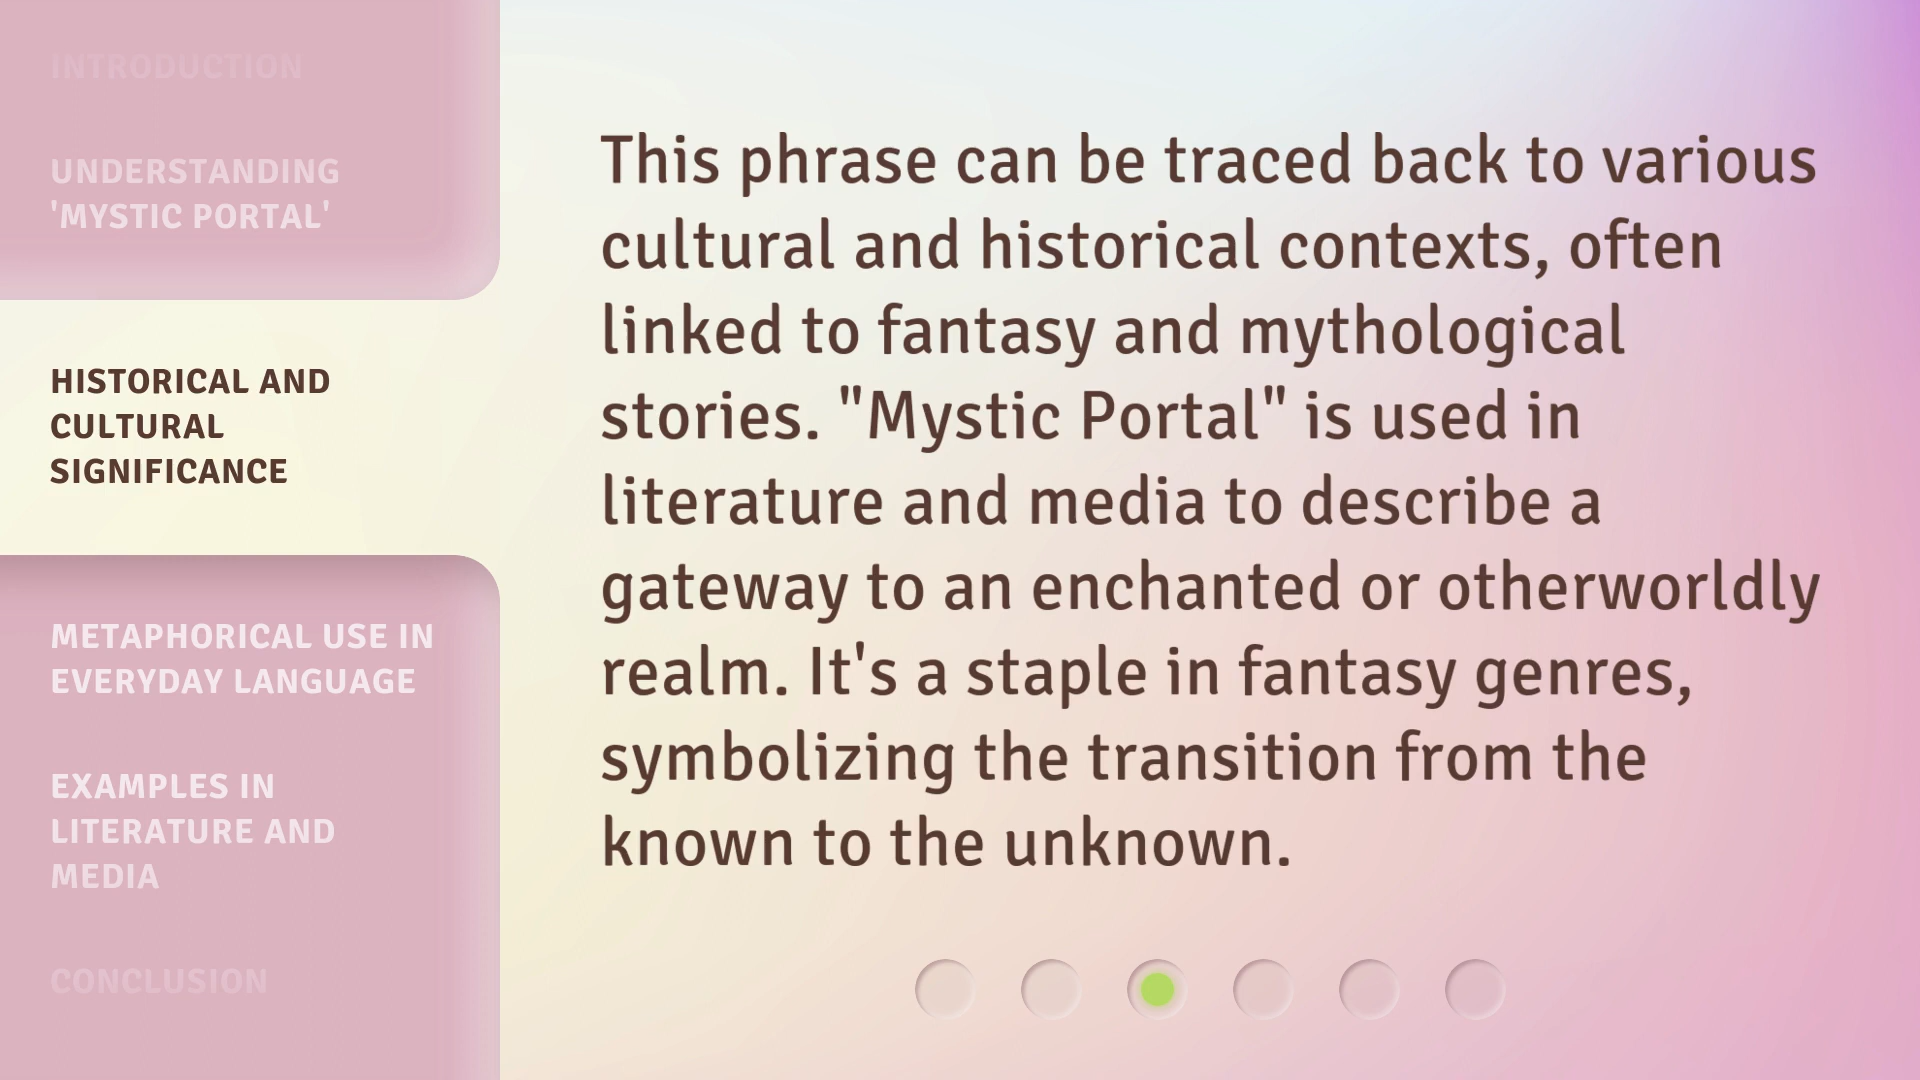 INTRODUCTION
UNDERSTANDING
'MYSTIC PORTAL'
HISTORICAL AND
CULTURAL
SIGNIFICANCE
METAPHORICAL USE IN
EVERYDAY LANGUAGE
EXAMPLES IN
LITERATURE AND
MEDIA
CONCLUSION
This phrase can be traced back to various
cultural and historical contexts, often
linked to fantasy and mythological
stories. "Mystic Portal" is used in
literature and media to describe a
gateway to an enchanted or otherworldly
realm. It's a staple in fantasy genres,
symbolizing the transition from the
known to the unknown.